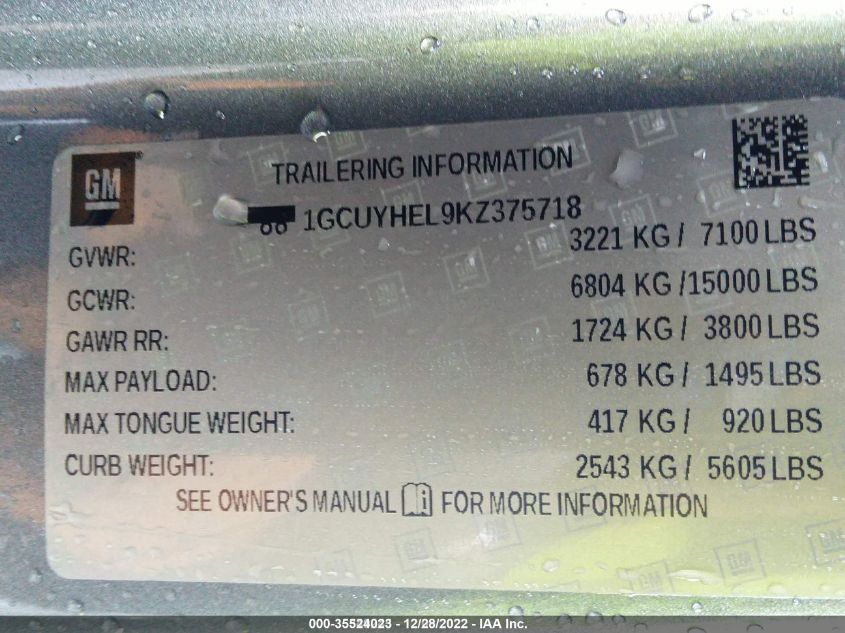 GM
TRAILERING INFORMATION
1GCUYHEL9KZ375718
GVWR: 3221 KG / 7100 LBS
GCWR: 6804 KG /15000 LBS
GAWR RR: 1724 KG / 3800 LBS
MAX PAYLOAD: 678 KG / 1495 LBS
MAX TONGUE WEIGHT: 417 KG / 920 LBS
CURB WEIGHT: 2543 KG / 5605 LBS
SEE OWNER'S MANUAL i FOR MORE INFORMATION
000-35524023 - 12/28/2022 - IAA Inc.